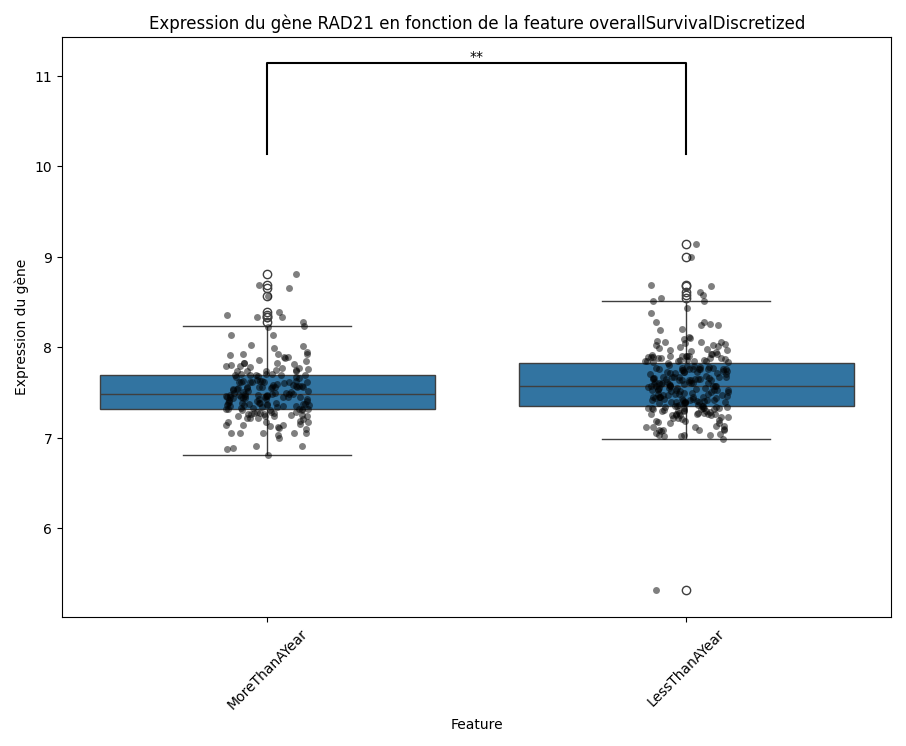 Expression du gène RAD21 en fonction de la feature overallSurvivalDiscretized
**
11
10
9
8
7
6
Expression du gène
MoreThanAYear
LessThanAYear
Feature